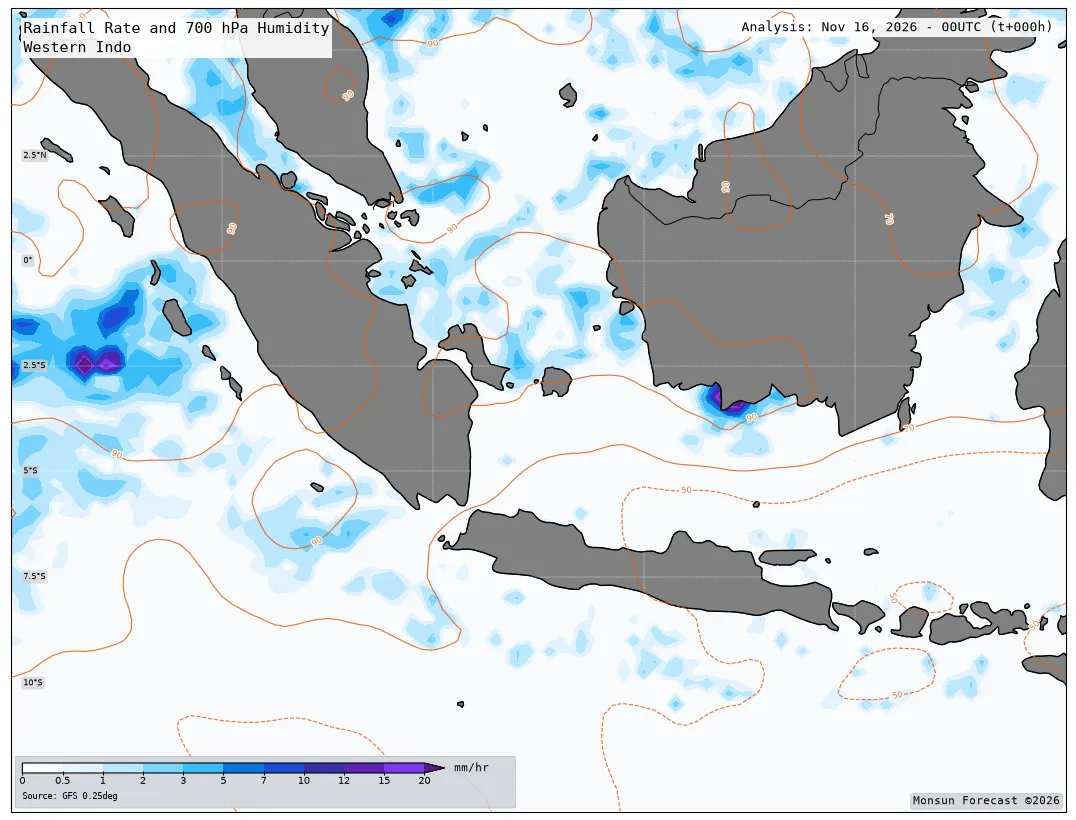 Rainfall Rate and 700 hPa Humidity
Western Indo
Analysis: Nov 16, 2026 - 00UTC (t+000h)
90
90
2.5°N
90
90
70
90
0°
2.5°S
90
70
90
5°S
50
90
7.5°S
50
50
10°S
50
mm/hr
0 0.5 1 2 3 5 7 10 12 15 20
Source: GFS 0.25deg
Monsun Forecast ©2026